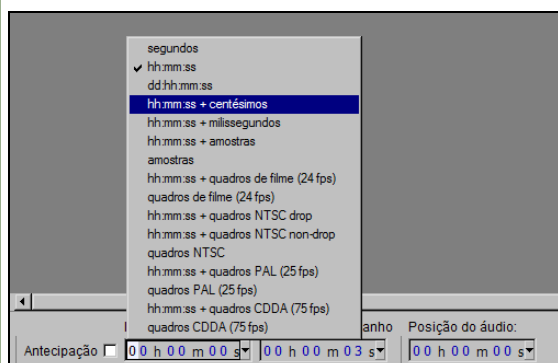 segundos
hh:mm:ss
dd:hh:mm:ss
hh:mm:ss + centésimos
hh:mm:ss + milissegundos
hh:mm:ss + amostras
amostras
hh:mm:ss + quadros de filme (24 fps)
quadros de filme (24 fps)
hh:mm:ss + quadros NTSC drop
hh:mm:ss + quadros NTSC non-drop
quadros NTSC
hh:mm:ss + quadros PAL (25 fps)
quadros PAL (25 fps)
hh:mm:ss + quadros CDDA (75 fps)
quadros CDDA (75 fps)
anho Posição do áudio:
Antecipação 00 h 00 m 00 s 00 h 00 m 03 s 00 h 00 m 00 s